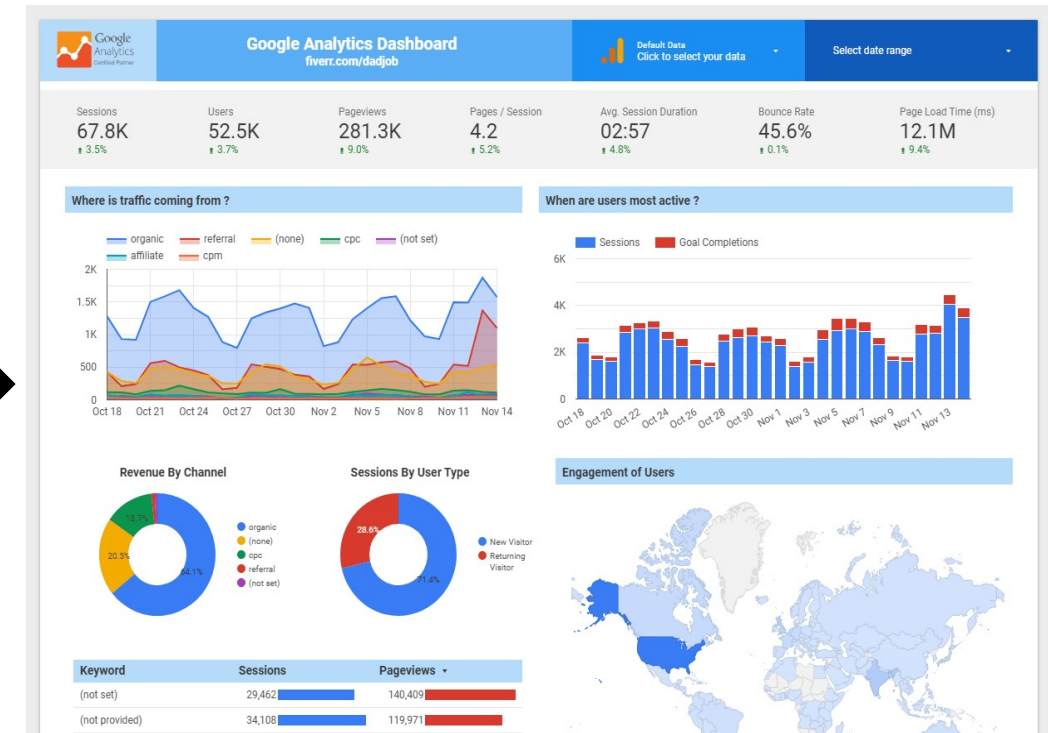 Google
Analytics
Certified Partner
Google Analytics Dashboard
fiverr.com/dadjob
Default Data
Click to select your data
Select date range
Sessions
67.8K
3.5%
Users
52.5K
3.7%
Pageviews
281.3K
9.0%
Pages / Session
4.2
5.2%
Avg. Session Duration
02:57
4.8%
Bounce Rate
45.6%
0.1%
Page Load Time (ms)
12.1M
9.4%
Where is traffic coming from ?
organic referral (none) cpc (not set)
affiliate cpm
2K
1.5K
1K
500
0
Oct 18 Oct 21 Oct 24 Oct 27 Oct 30 Nov 2 Nov 5 Nov 8 Nov 11 Nov 14
When are users most active ?
Sessions Goal Completions
6K
4K
2K
0
Oct 18 Oct 20 Oct 22 Oct 24 Oct 26 Oct 28 Oct 30 Nov 1 Nov 3 Nov 5 Nov 7 Nov 9 Nov 11 Nov 13
Revenue By Channel
20.3%
64.1%
organic
(none)
cpc
referral
(not set)
Sessions By User Type
28.6%
71.4%
New Visitor
Returning
Visitor
Engagement of Users
Keyword Sessions Pageviews
(not set) 29,462 140,409
(not provided) 34,108 119,971